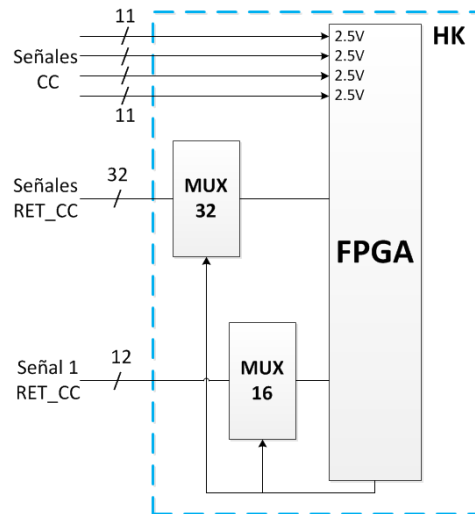 11
HK
Señales
CC
2.5V
2.5V
2.5V
2.5V
11
Señales
RET_CC
32
MUX
32
FPGA
Señal 1
RET_CC
12
MUX
16